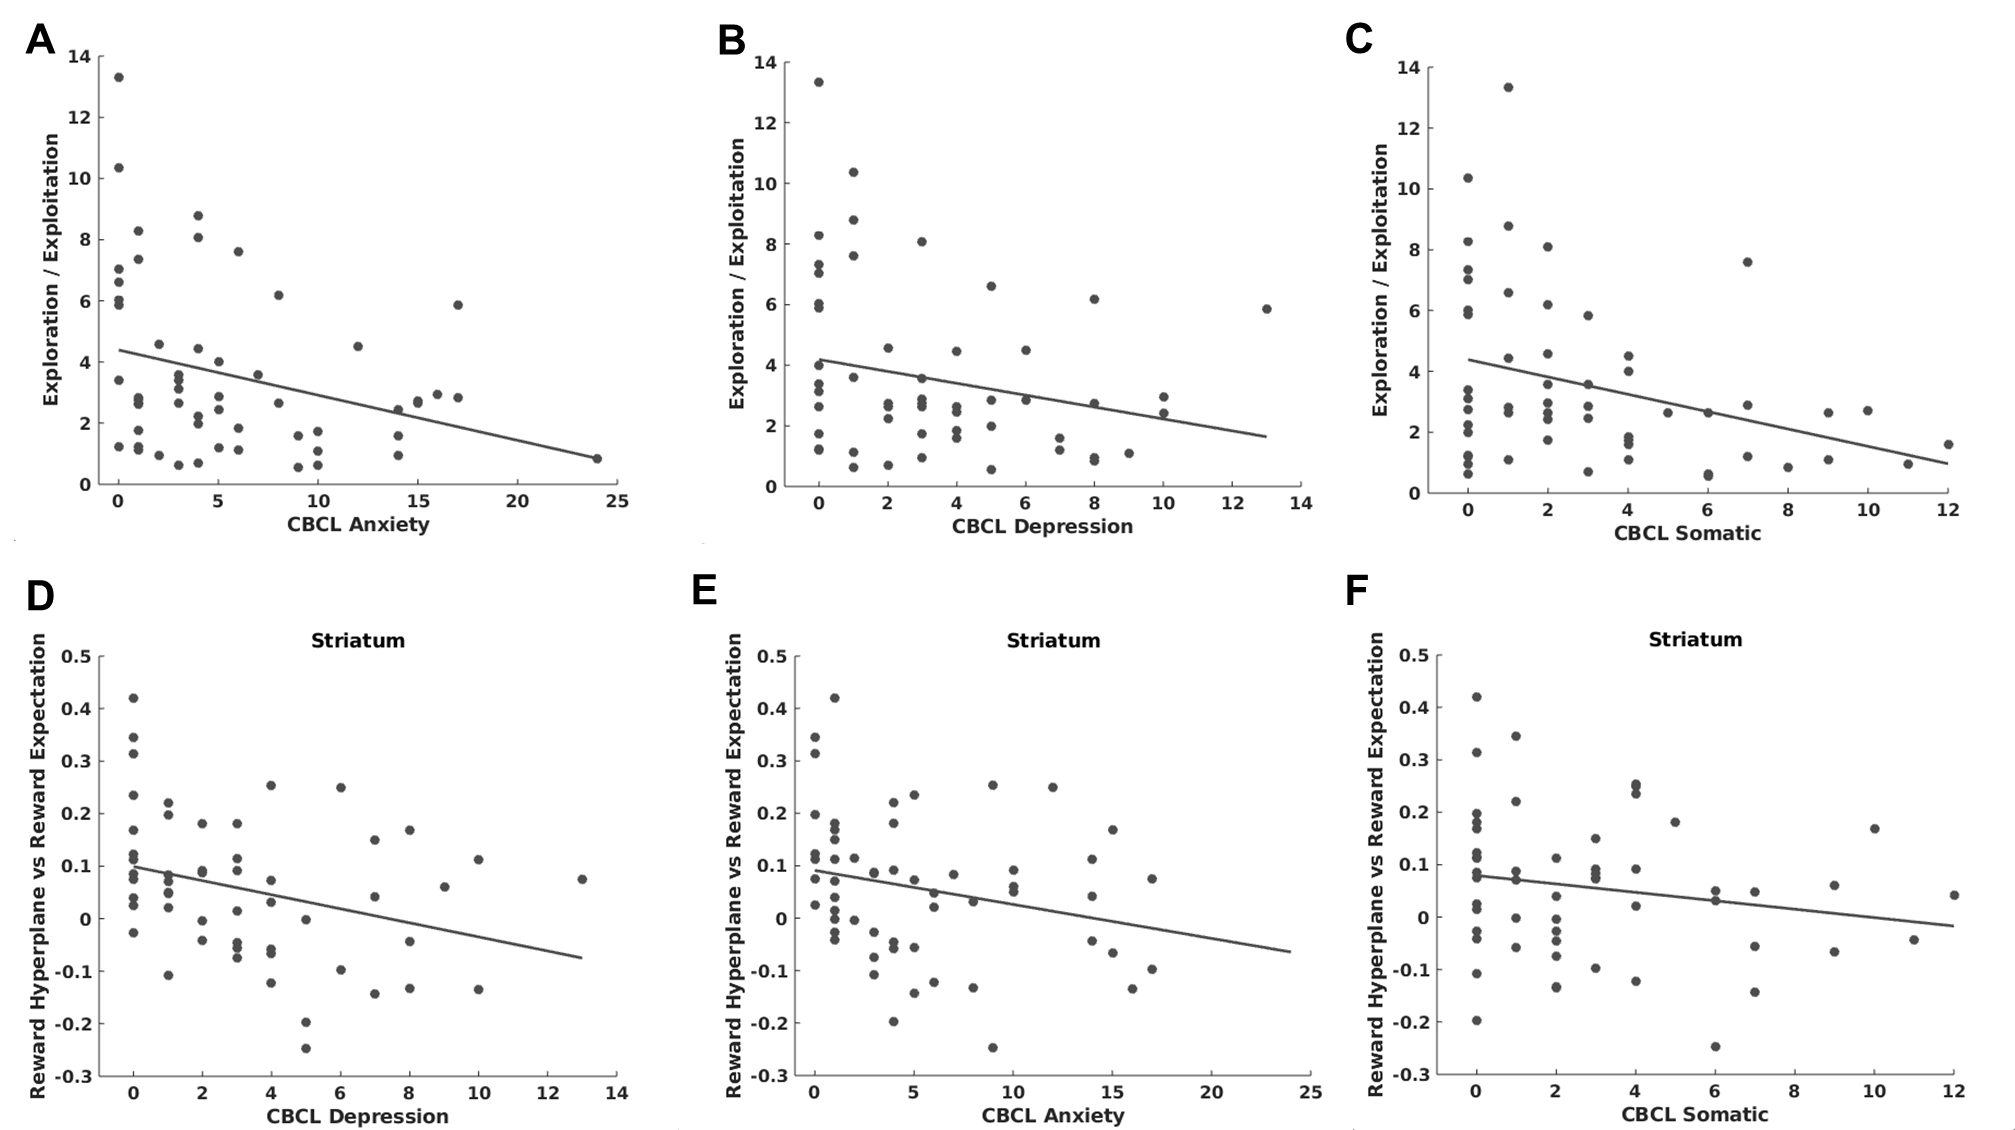 A
Exploration / Exploitation
14
12
10
8
6
4
2
0
0 5 10 15 20 25
CBCL Anxiety
B
Exploration / Exploitation
14
12
10
8
6
4
2
0
0 2 4 6 8 10 12 14
CBCL Depression
C
Exploration / Exploitation
14
12
10
8
6
4
2
0
0 2 4 6 8 10 12
CBCL Somatic
D
Striatum
Reward Hyperplane vs Reward Expectation
0.5
0.4
0.3
0.2
0.1
0
-0.1
-0.2
-0.3
0 2 4 6 8 10 12 14
CBCL Depression
E
Striatum
Reward Hyperplane vs Reward Expectation
0.5
0.4
0.3
0.2
0.1
0
-0.1
-0.2
-0.3
0 5 10 15 20 25
CBCL Anxiety
F
Striatum
Reward Hyperplane vs Reward Expectation
0.5
0.4
0.3
0.2
0.1
0
-0.1
-0.2
-0.3
0 2 4 6 8 10 12
CBCL Somatic